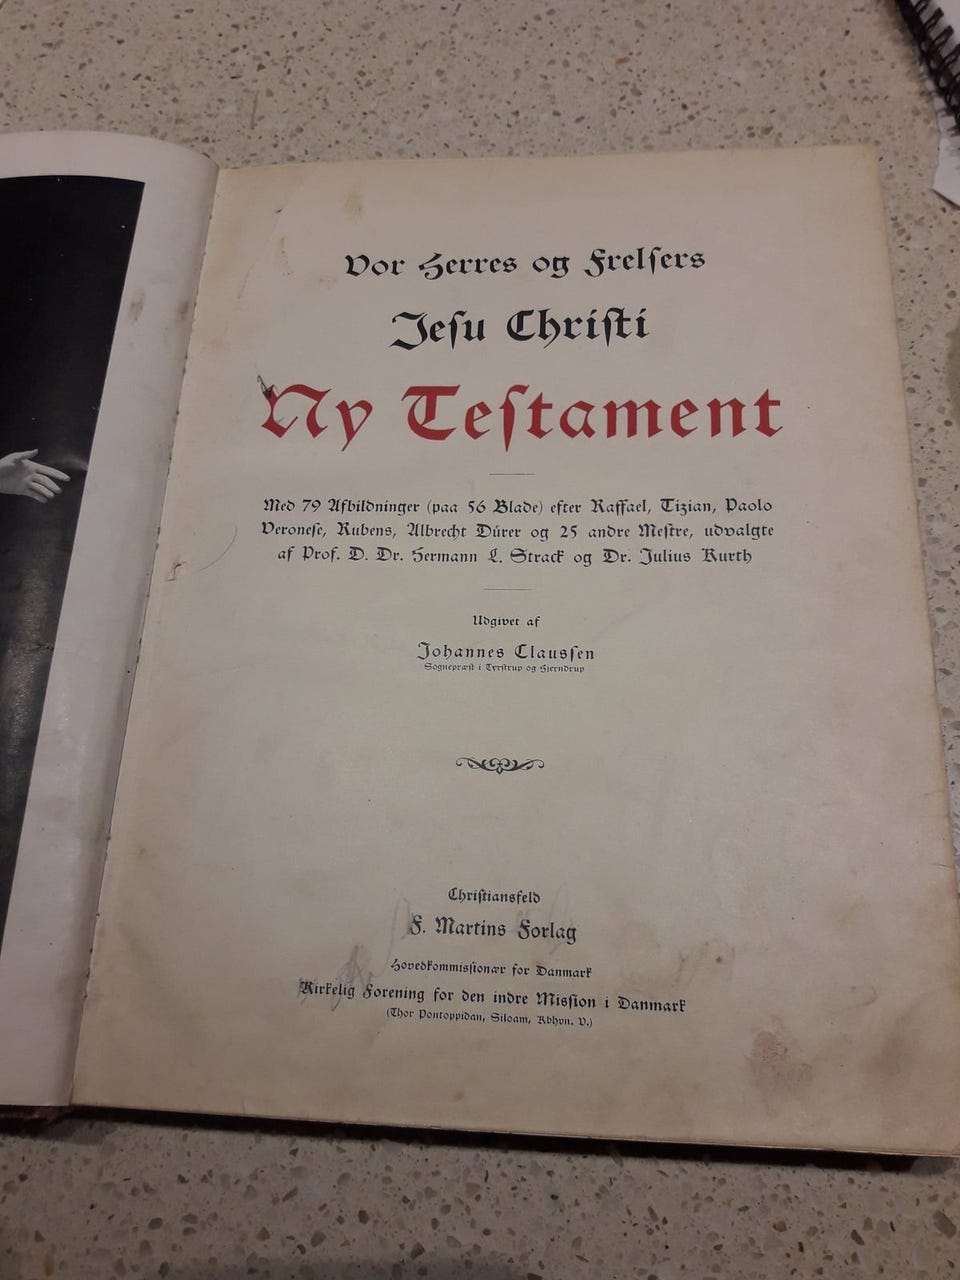 Vor Herres og Frelsers
Jesu Christi
Ny Testament
Med 79 Afbildninger (paa 56 Blade) efter Raffael, Tizian, Paolo
Veronese, Rubens, Albrecht Dürer og 25 andre Mestre, udvalgte
af Prof. D. Dr. Hermann L. Strack og Dr. Julius Kurth
Udgivet af
Johannes Claussen
Sognepræst i Tyrstrup og Hjerndrup
Christiansfeld
F. Martins Forlag
Hovedkommissionær for Danmark
Kirkelig Forening for den indre Mission i Danmark
(Thor Pontoppidan, Siloam, Kbhvn. V.)